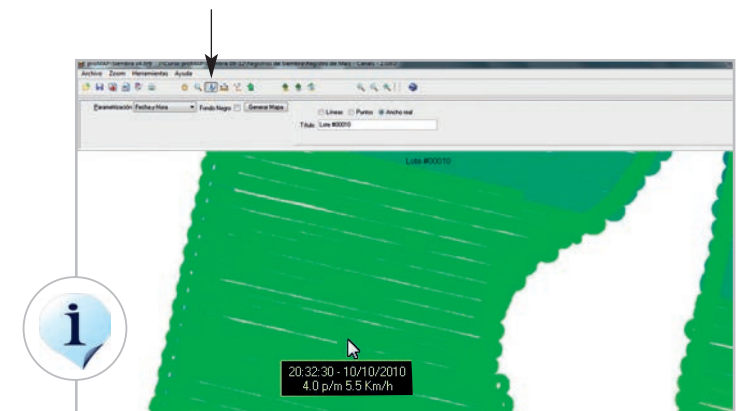 Archivo Zoom Herramientas Ayuda
Parametrización Fecha y Hora Fondo Negro Generar Mapa
Líneas Puntos Ancho real
Título Lote #00010
Lote #00010
i
20:32:30 - 10/10/2010
4.0 p/m 5.5 Km/h